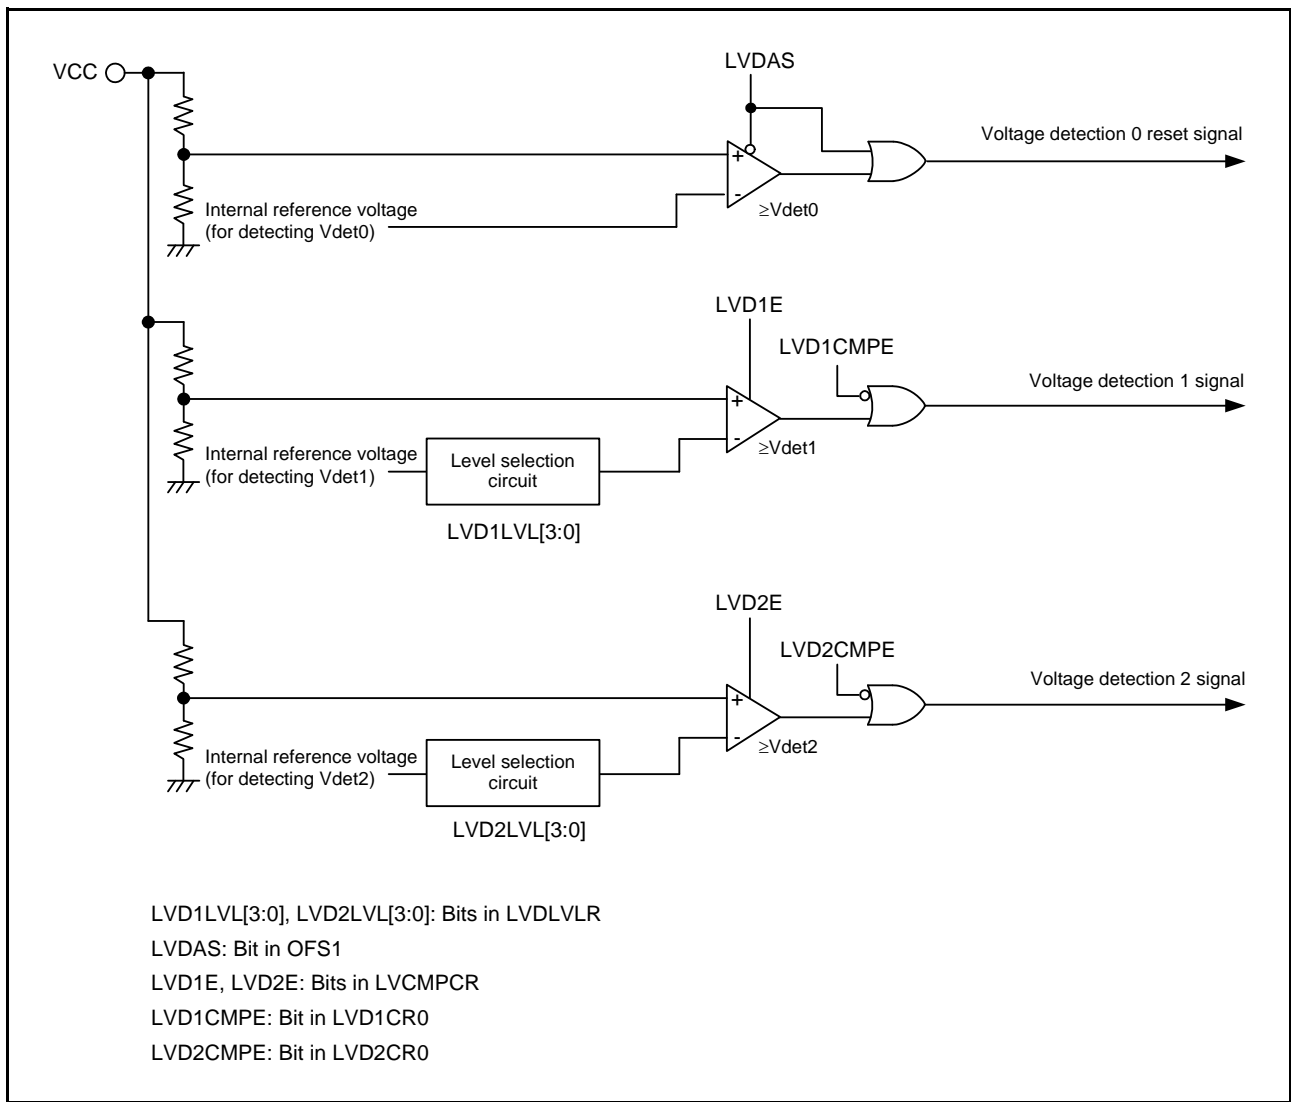 VCC
LVDAS
Voltage detection 0 reset signal
+
-
≥Vdet0
Internal reference voltage
(for detecting Vdet0)
LVD1E
LVD1CMPE
Voltage detection 1 signal
+
-
≥Vdet1
Internal reference voltage
(for detecting Vdet1)
Level selection
circuit
LVD1LVL[3:0]
LVD2E
LVD2CMPE
Voltage detection 2 signal
+
-
≥Vdet2
Internal reference voltage
(for detecting Vdet2)
Level selection
circuit
LVD2LVL[3:0]
LVD1LVL[3:0], LVD2LVL[3:0]: Bits in LVDLVLR
LVDAS: Bit in OFS1
LVD1E, LVD2E: Bits in LVCMPCR
LVD1CMPE: Bit in LVD1CR0
LVD2CMPE: Bit in LVD2CR0